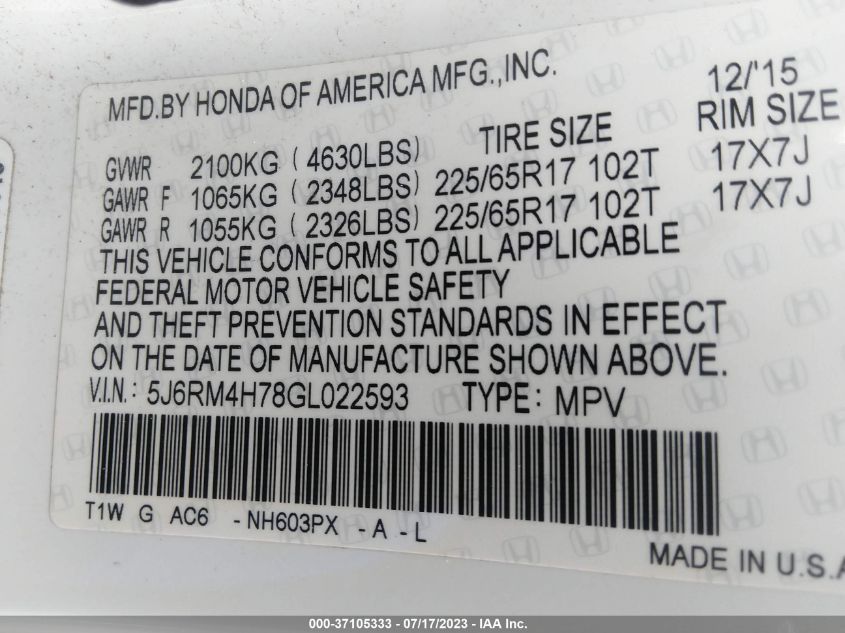 MFD.BY HONDA OF AMERICA MFG.,INC. 12/'15
TIRE SIZE RIM SIZE
GVWR 2100KG ( 4630LBS)
GAWR F 1065KG ( 2348LBS) 225/65R17 102T 17X7J
GAWR R 1055KG ( 2326LBS) 225/65R17 102T 17X7J
THIS VEHICLE CONFORMS TO ALL APPLICABLE
FEDERAL MOTOR VEHICLE SAFETY
AND THEFT PREVENTION STANDARDS IN EFFECT
ON THE DATE OF MANUFACTURE SHOWN ABOVE.
V.I.N.: 5J6RM4H78GL022593 TYPE: MPV
T1W G AC6 -NH603PX -A -L
MADE IN U.S.A
000-37105333 - 07/17/2023 - IAA Inc.